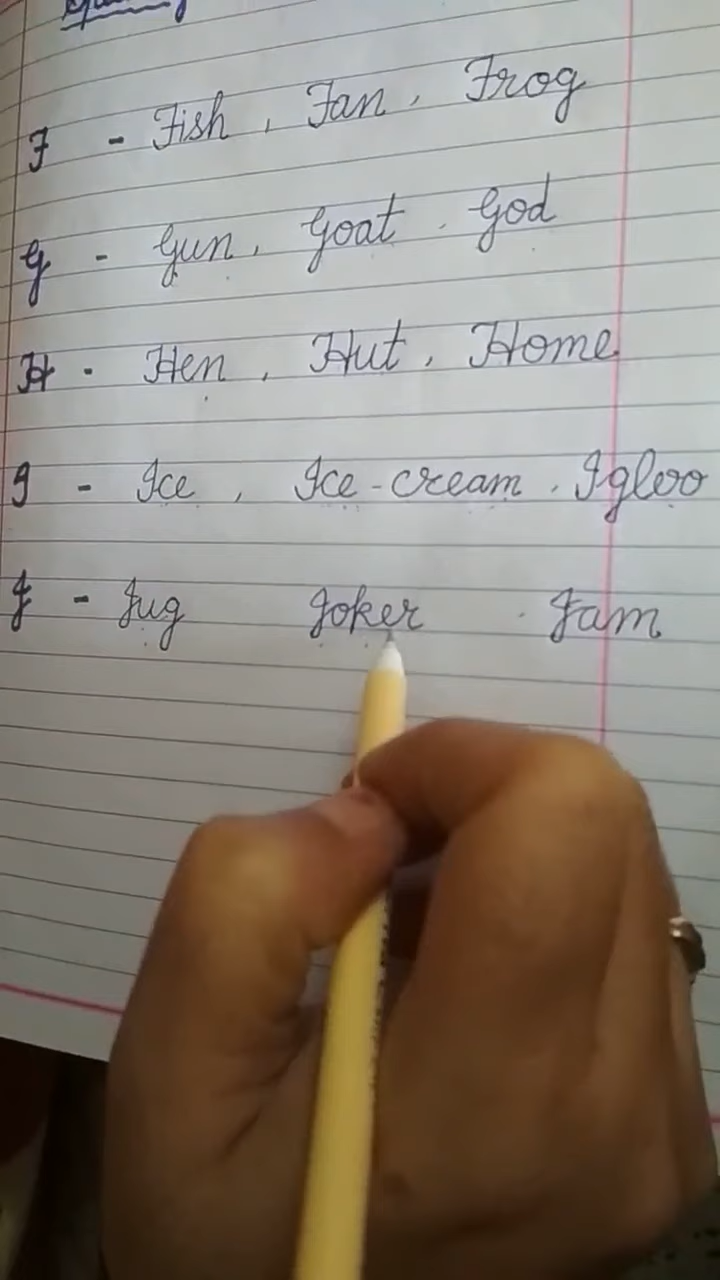 F - Fish, Fan, Frog
G - Gun, Goat. God
H - Hen, Hut, Home
I - Ice, Ice-cream. Igloo
J - Jug Joker . Jam